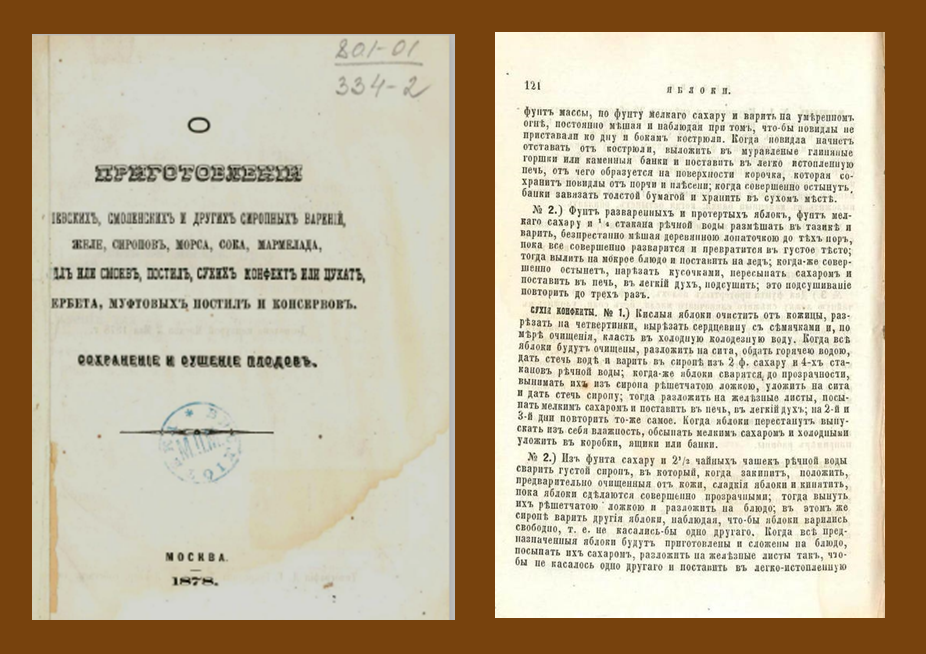 201-01
334-2
О
ПРИГОТОВЛЕНІИ
ІЕВСКИХЪ, СМОЛЕНСКИХЪ И ДРУГИХЪ СИРОПНЫХЪ ВАРЕНІЙ,
ЖЕЛЕ, СИРОПОВЪ, МОРСА, СОКА, МАРМЕЛАДА,
ДЛЪ ИЛИ СМОКВЪ, ПОСТИЛЪ, СУХИХЪ КОНФЕКТЪ ИЛИ ЦУКАТЪ,
ЕРБЕТА, МУФТОВЫХЪ ПОСТИЛЪ И КОНСЕРВОВЪ.
СОХРАНЕНІЕ И СУШЕНІЕ ПЛОДОВЪ.
МОСКВА.
1878.
121
ЯБЛОКИ.
фунтъ массы, по фунту мелкаго сахару и варить на умѣренномъ
огнѣ, постоянно мѣшая и наблюдая при томъ, что-бы повидлы не
приставали ко дну и бокамъ кострюли. Когда повидла начнетъ
отставать отъ кострюли, выложить въ муравленые глиняные
горшки или каменныя банки и поставить въ легко истопленную
печь, отъ чего образуется на поверхности корочка, которая со-
хранитъ повидлы отъ порчи и плѣсени; когда совершенно остынутъ,
банки завязать толстой бумагой и хранить въ сухомъ мѣстѣ.
№ 2.) Фунтъ разваренныхъ и протертыхъ яблокъ, фунтъ мел-
каго сахару и ¼ стакана рѣчной воды размѣшать въ тазикѣ и
варить, безпрестанно мѣшая деревянною лопаточкою до тѣхъ поръ,
пока все совершенно разварится и превратится въ густое тѣсто;
тогда вылить на мокрое блюдо и поставить на ледъ; когда-же совер-
шенно остынетъ, нарѣзать кусочками, пересыпать сахаромъ и
поставить въ печь, въ легкій духъ, подсушить; это подсушиваніе
повторить до трехъ разъ.
СУХІЯ КОНФЕКТЫ. № 1.) Кислыя яблоки очистить отъ кожицы, раз-
рѣзать на четвертинки, вырѣзать сердцевину съ сѣмячками и, по
мѣрѣ очищенія, класть въ холодную колодезную воду. Когда всѣ
яблоки будутъ очищены, разложить на сита, обдать горячею водою,
дать стечь водѣ и варить въ сиропѣ изъ 2 ф. сахару и 4-хъ ста-
кановъ рѣчной воды; когда-же яблоки сварятся до прозрачности,
вынимать ихъ изъ сиропа рѣшетчатою ложкою, уложить на сита
и дать стечь сиропу; тогда разложить на желѣзные листы, посы-
пать мелкимъ сахаромъ и поставить въ печь, въ легкій духъ; на 2-й и
3-й дни повторить то-же самое. Когда яблоки перестанутъ выпу-
скать изъ себя влажность, обсыпать мелкимъ сахаромъ и холодными
уложить въ коробки, ящики или банки.
№ 2.) Изъ фунта сахару и 2½ чайныхъ чашекъ рѣчной воды
сварить густой сиропъ, въ который, когда закипитъ, положить,
предварительно очищенныя отъ кожи, сладкія яблоки и кипятить,
пока яблоки сдѣлаются совершенно прозрачными; тогда вынуть
ихъ рѣшетчатою ложкою и разложить на блюдо; въ этомъ же
сиропѣ варить другія яблоки, наблюдая, что-бы яблоки варились
свободно, т. е. не касались-бы одно другаго. Когда всѣ пред-
назначенныя яблоки будутъ приготовлены и сложены на блюдо,
посыпать ихъ сахаромъ, разложить на желѣзные листы такъ, что-
бы не касалось одно другаго и поставить въ легко-истопленную